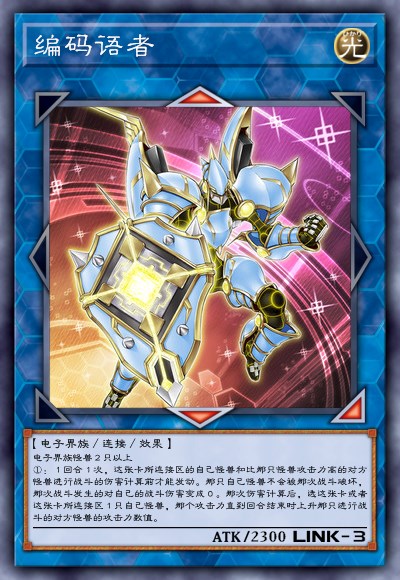 编码语者
ひかり
光
【电子界族／连接／效果】
电子界族怪兽2只以上
①：1回合1次，这张卡所连接区的自己怪兽和比那只怪兽攻击力高的对方
怪兽进行战斗的伤害计算前才能发动。那只自己怪兽不会被那次战斗破坏，
那次战斗发生的对自己的战斗伤害变成0。那次伤害计算后，选这张卡或者
这张卡所连接区1只自己怪兽，那个攻击力直到回合结束时上升那只进行战
斗的对方怪兽的攻击力数值。
ATK/2300 LINK-3